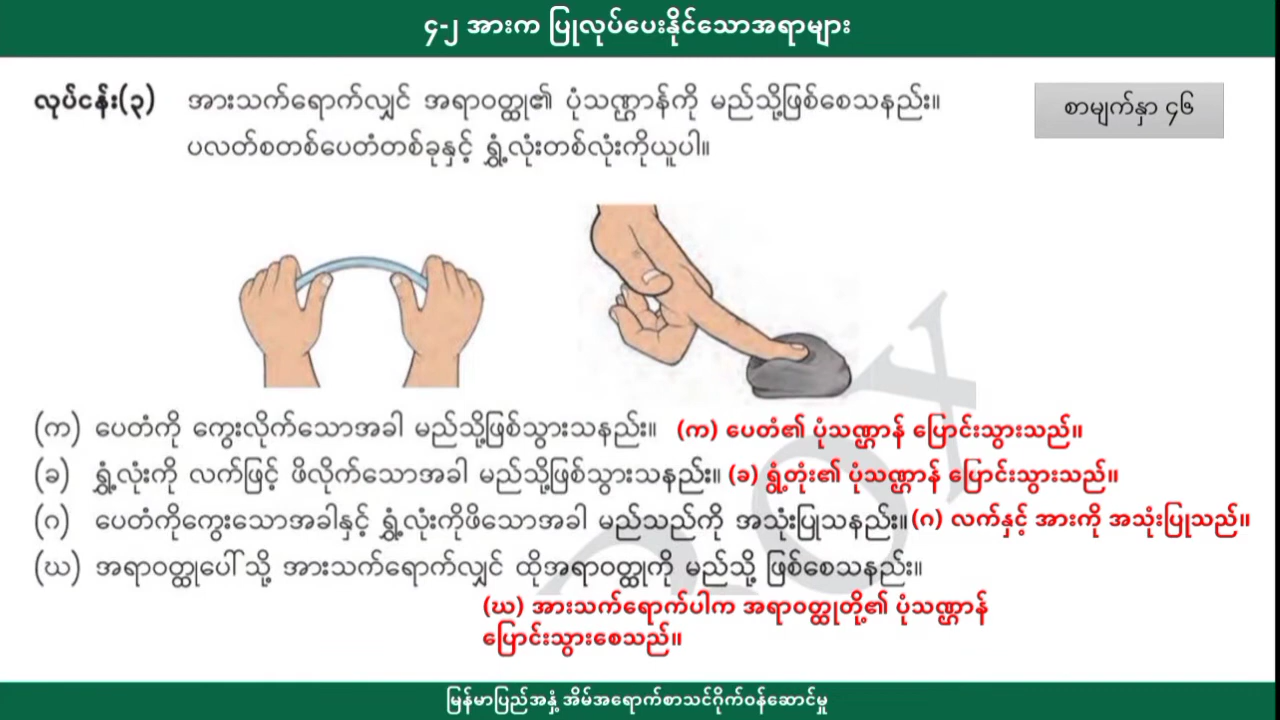 ၄-၂ အားက ပြုလုပ်ပေးနိုင်သောအရာများ
လုပ်ငန်း(၃) အားသက်ရောက်လျှင် အရာဝတ္ထု၏ ပုံသဏ္ဌာန်ကို မည်သို့ဖြစ်စေသနည်း။
စာမျက်နှာ ၄၆
ပလတ်စတစ်ပေတံတစ်ခုနှင့် ရွှံ့လုံးတစ်လုံးကိုယူပါ။
(က) ပေတံကို ကွေးလိုက်သောအခါ မည်သို့ဖြစ်သွားသနည်း။ (က) ပေတံ၏ ပုံသဏ္ဌာန် ပြောင်းသွားသည်။
(ခ) ရွှံ့လုံးကို လက်ဖြင့် ဖိလိုက်သောအခါ မည်သို့ဖြစ်သွားသနည်း။ (ခ) ရွှံ့တုံး၏ ပုံသဏ္ဌာန် ပြောင်းသွားသည်။
(ဂ) ပေတံကိုကွေးသောအခါနှင့် ရွှံ့လုံးကိုဖိသောအခါ မည်သည်ကို အသုံးပြုသနည်း။ (ဂ) လက်နှင့် အားကို အသုံးပြုသည်။
(ဃ) အရာဝတ္ထုပေါ်သို့ အားသက်ရောက်လျှင် ထိုအရာဝတ္ထုကို မည်သို့ ဖြစ်စေသနည်း။
(ဃ) အားသက်ရောက်ပါက အရာဝတ္ထုတို့၏ ပုံသဏ္ဌာန်
ပြောင်းသွားစေသည်။
မြန်မာပြည်အနှံ့ အိမ်အရောက်စာသင်ဂိုက်ဝန်ဆောင်မှု